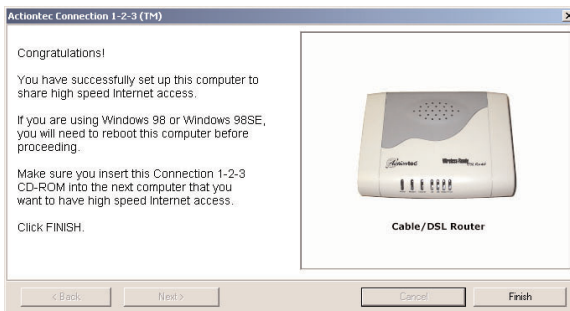 Actiontec Connection 1-2-3 (TM)
Congratulations!
You have successfully set up this computer to
share high speed Internet access.
If you are using Windows 98 or Windows 98SE,
you will need to reboot this computer before
proceeding.
Make sure you insert this Connection 1-2-3
CD-ROM into the next computer that you
want to have high speed Internet access.
Click FINISH.
Actiontec
Wireless Ready
Cable/DSL Router
< Back
Next >
Cancel
Finish